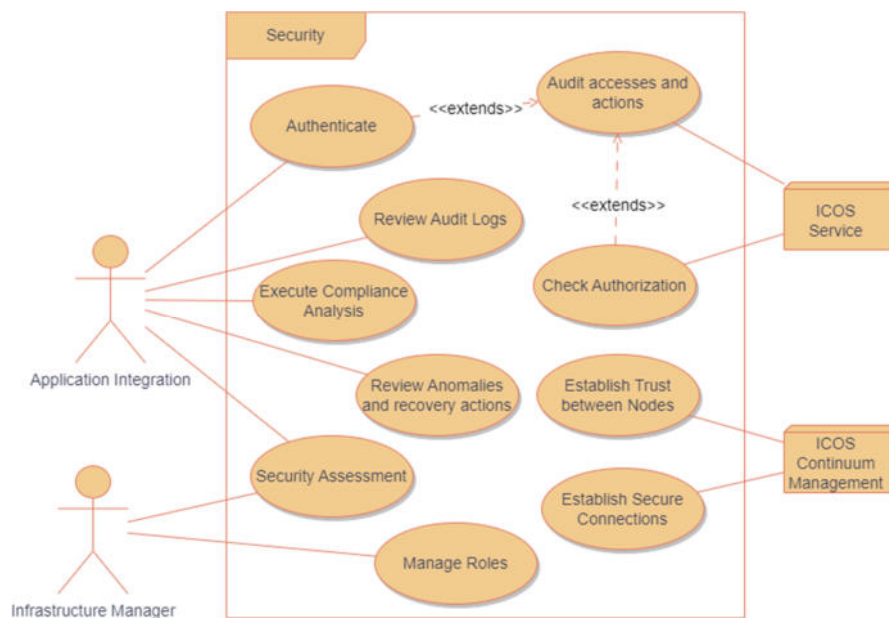 Security
Audit accesses and
actions
<<extends>>
Authenticate
Review Audit Logs
<<extends>>
ICOS
Service
Execute Compliance
Analysis
Check Authorization
Application Integration
Review Anomalies
and recovery actions
Establish Trust
between Nodes
ICOS
Continuum
Management
Security Assessment
Establish Secure
Connections
Manage Roles
Infrastructure Manager